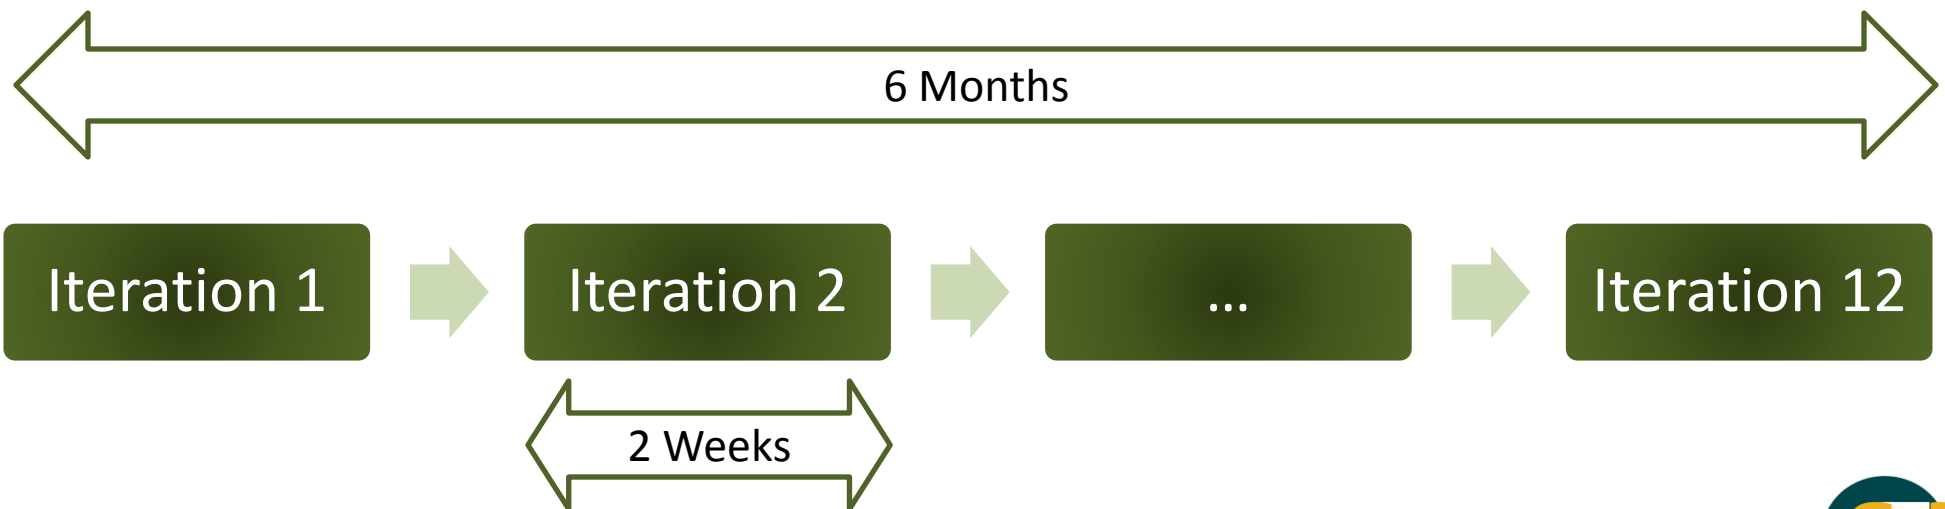 6 Months
Iteration 1
Iteration 2
...
Iteration 12
2 Weeks